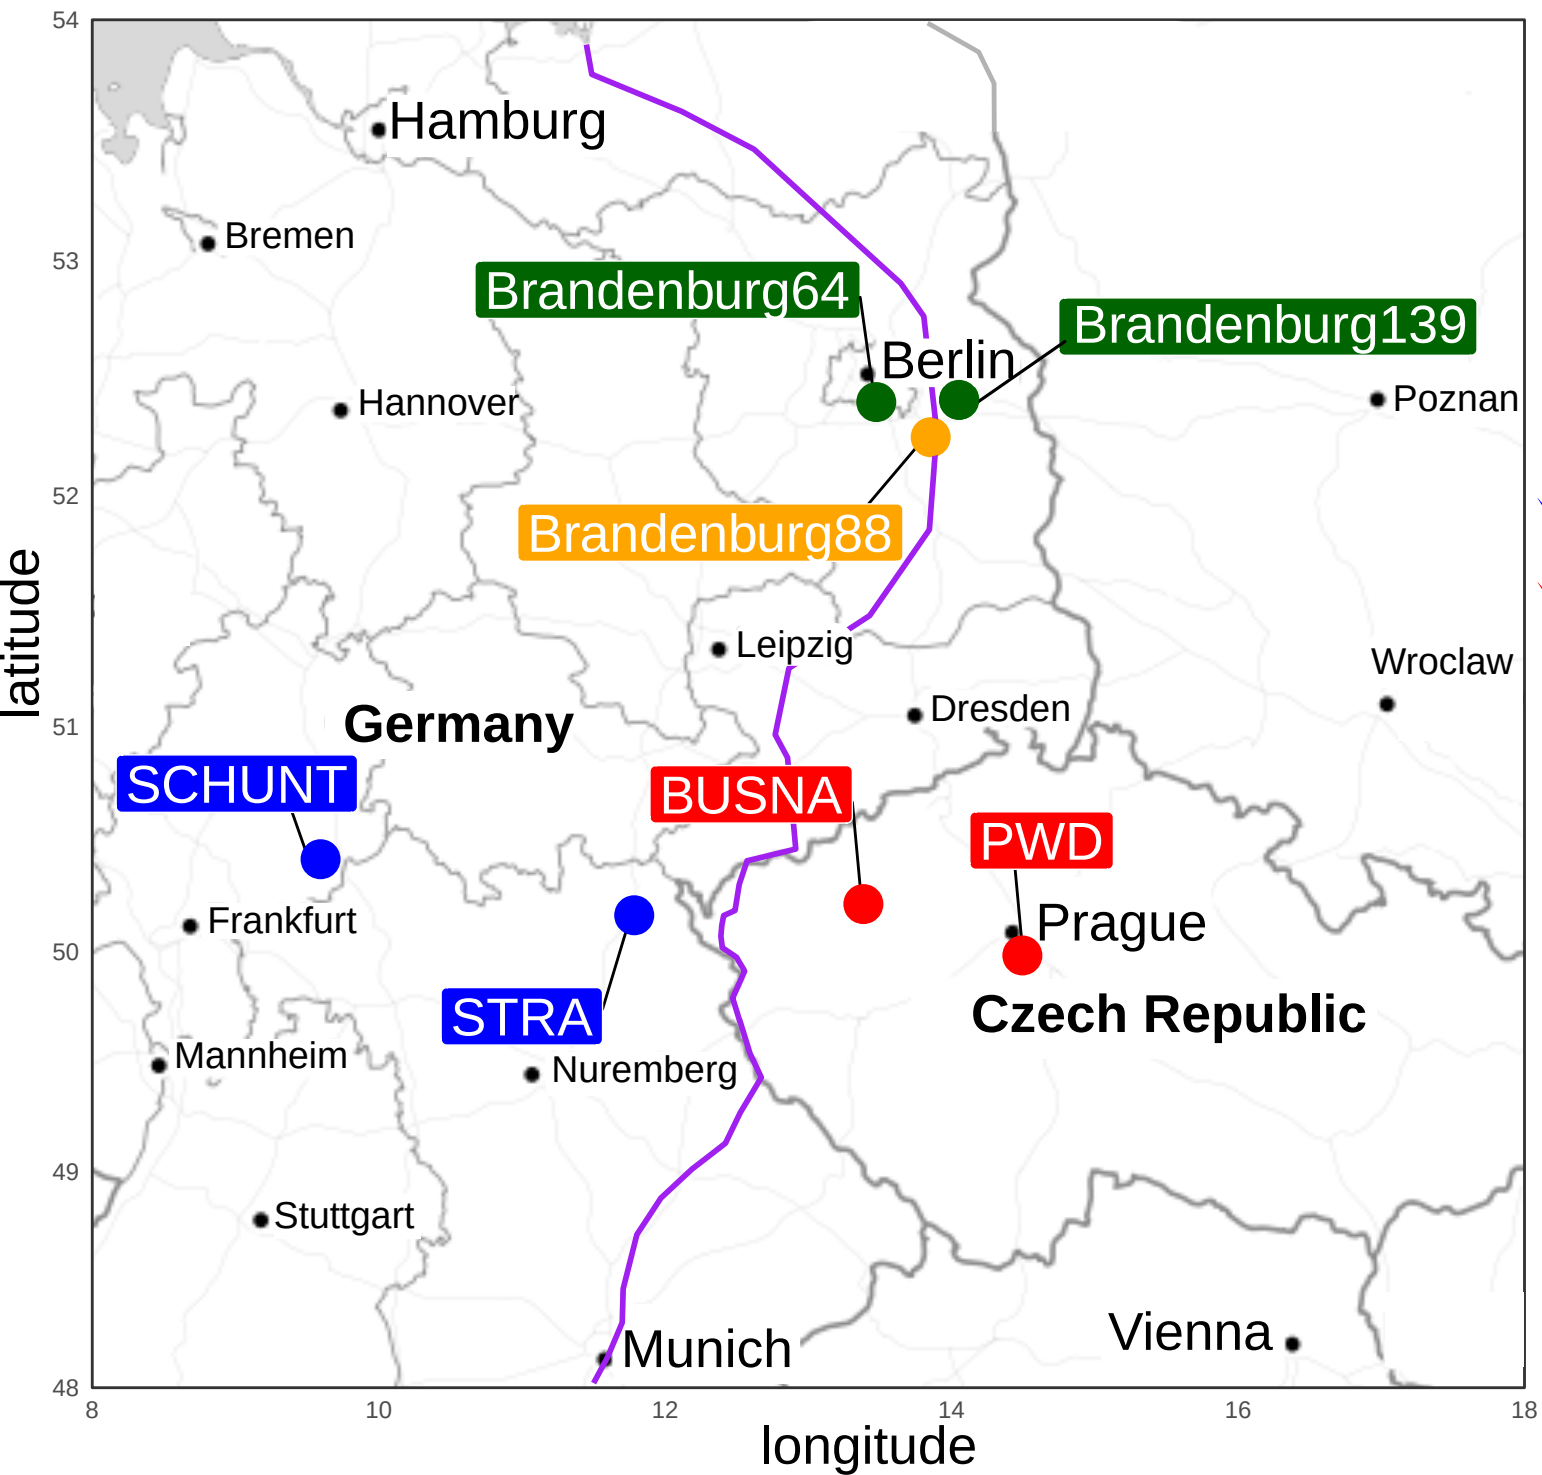 54
Hamburg
Bremen
53
Brandenburg64
Brandenburg139
Berlin
Hannover
Poznan
52
Brandenburg88
latitude
Leipzig
Wroclaw
Dresden
51
Germany
SCHUNT
BUSNA
PWD
Frankfurt
Prague
50
STRA
Czech Republic
Mannheim
Nuremberg
49
Stuttgart
Vienna
Munich
48
8
10
12
14
16
18
longitude